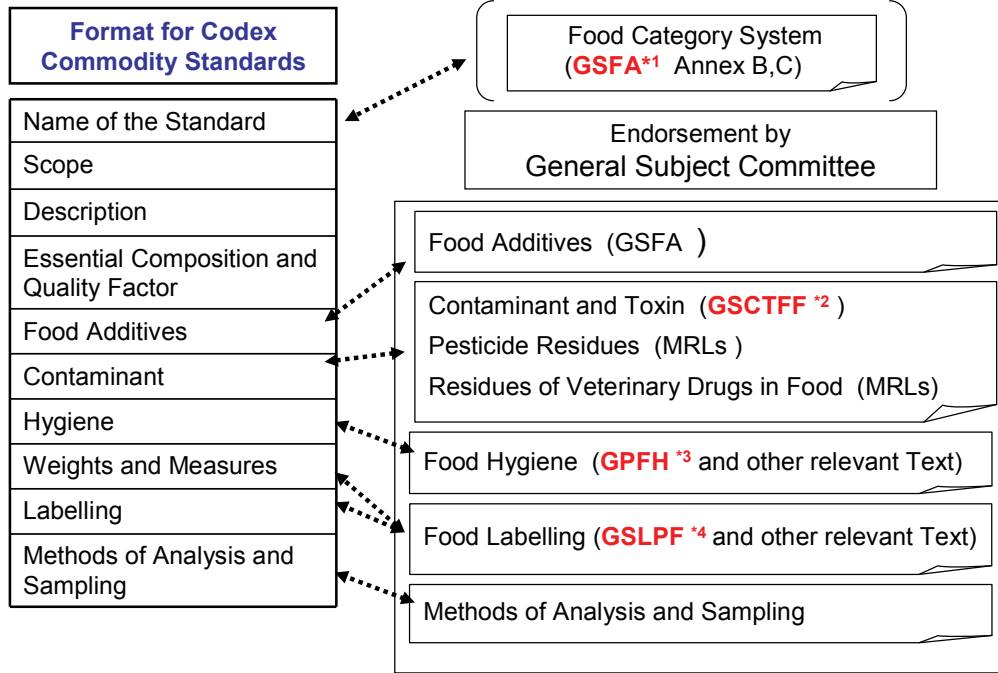 Format for Codex
Commodity Standards
Name of the Standard
Scope
Description
Essential Composition and
Quality Factor
Food Additives
Contaminant
Hygiene
Weights and Measures
Labelling
Methods of Analysis and
Sampling
Food Category System
(GSFA*1 Annex B,C)
Endorsement by
General Subject Committee
Food Additives (GSFA )
Contaminant and Toxin (GSCTFF *2 )
Pesticide Residues (MRLs )
Residues of Veterinary Drugs in Food (MRLs)
Food Hygiene (GPFH *3 and other relevant Text)
Food Labelling (GSLPF *4 and other relevant Text)
Methods of Analysis and Sampling